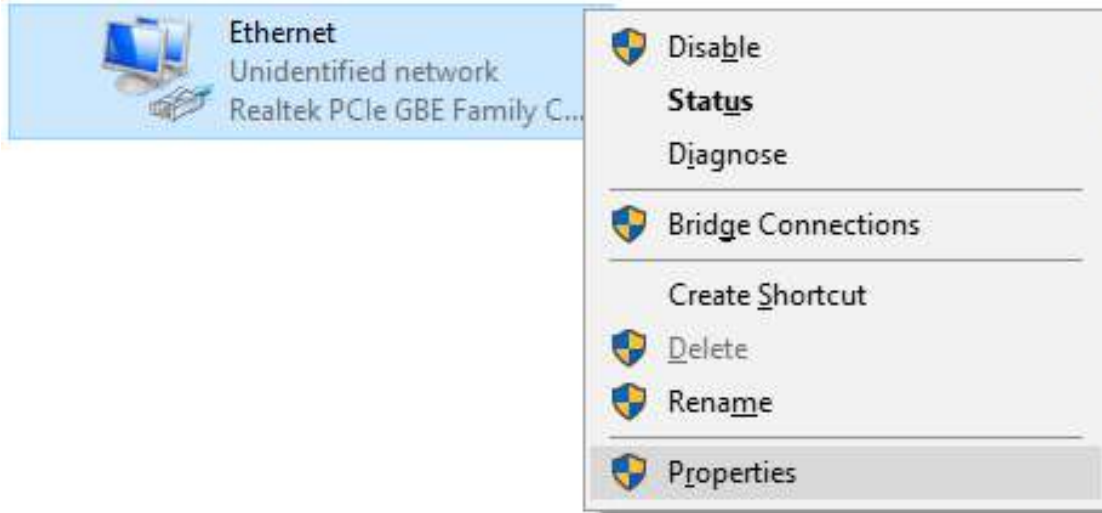 Ethernet
Unidentified network
Realtek PCIe GBE Family C...
Disable
Status
Diagnose
Bridge Connections
Create Shortcut
Delete
Rename
Properties